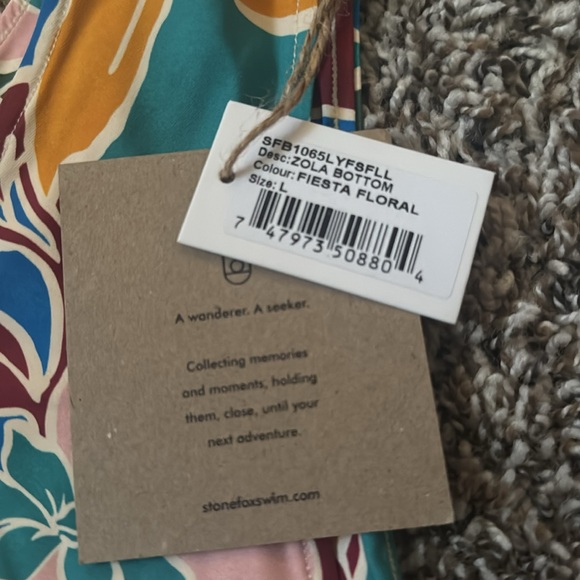 SFB1065LYFSFLL
Desc:ZOLA BOTTOM
Colour:FIESTA FLORAL
Size: L
7 47973 50880 4
A wanderer. A seeker.
Collecting memories
and moments, holding
them, close, until your
next adventure.
stonefoxswim.com